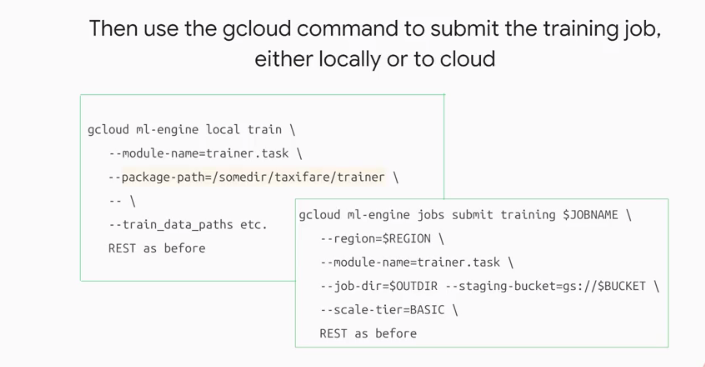 Then use the gcloud command to submit the training job,
either locally or to cloud
gcloud ml-engine local train \
--module-name=trainer.task \
--package-path=/somedir/taxifare/trainer \
-- \
--train_data_paths etc.
REST as before
gcloud ml-engine jobs submit training $JOBNAME \
--region=$REGION \
--module-name=trainer.task \
--job-dir=$OUTDIR --staging-bucket=gs://$BUCKET \
--scale-tier=BASIC \
REST as before